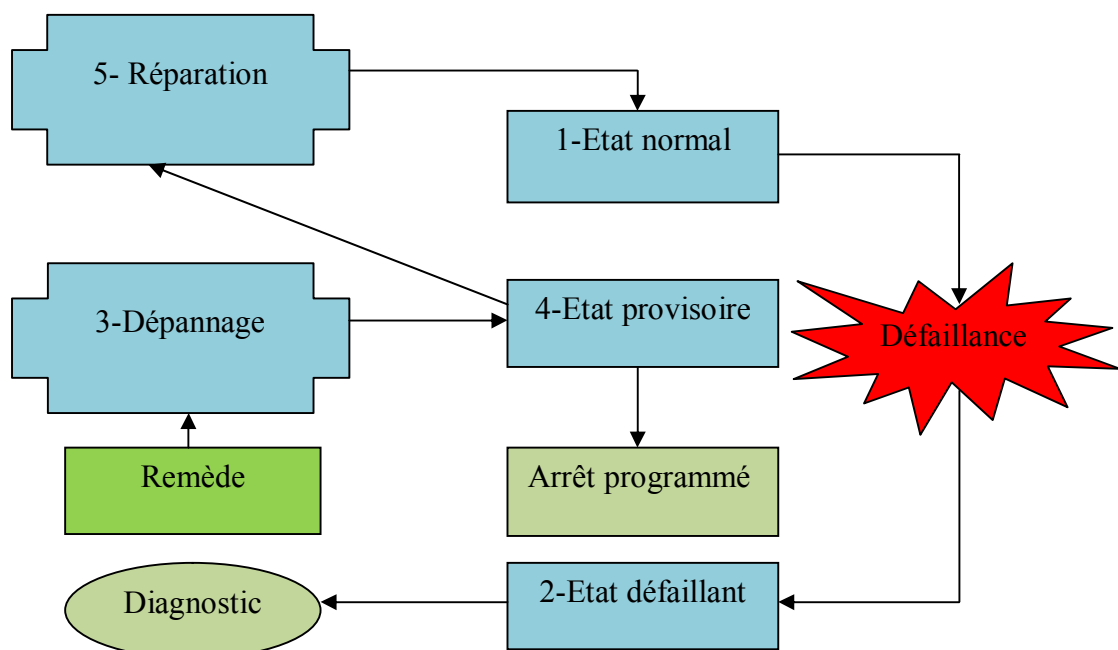 5- Réparation
1-Etat normal
3-Dépannage
4-Etat provisoire
Défaillance
Remède
Arrêt programmé
Diagnostic
2-Etat défaillant